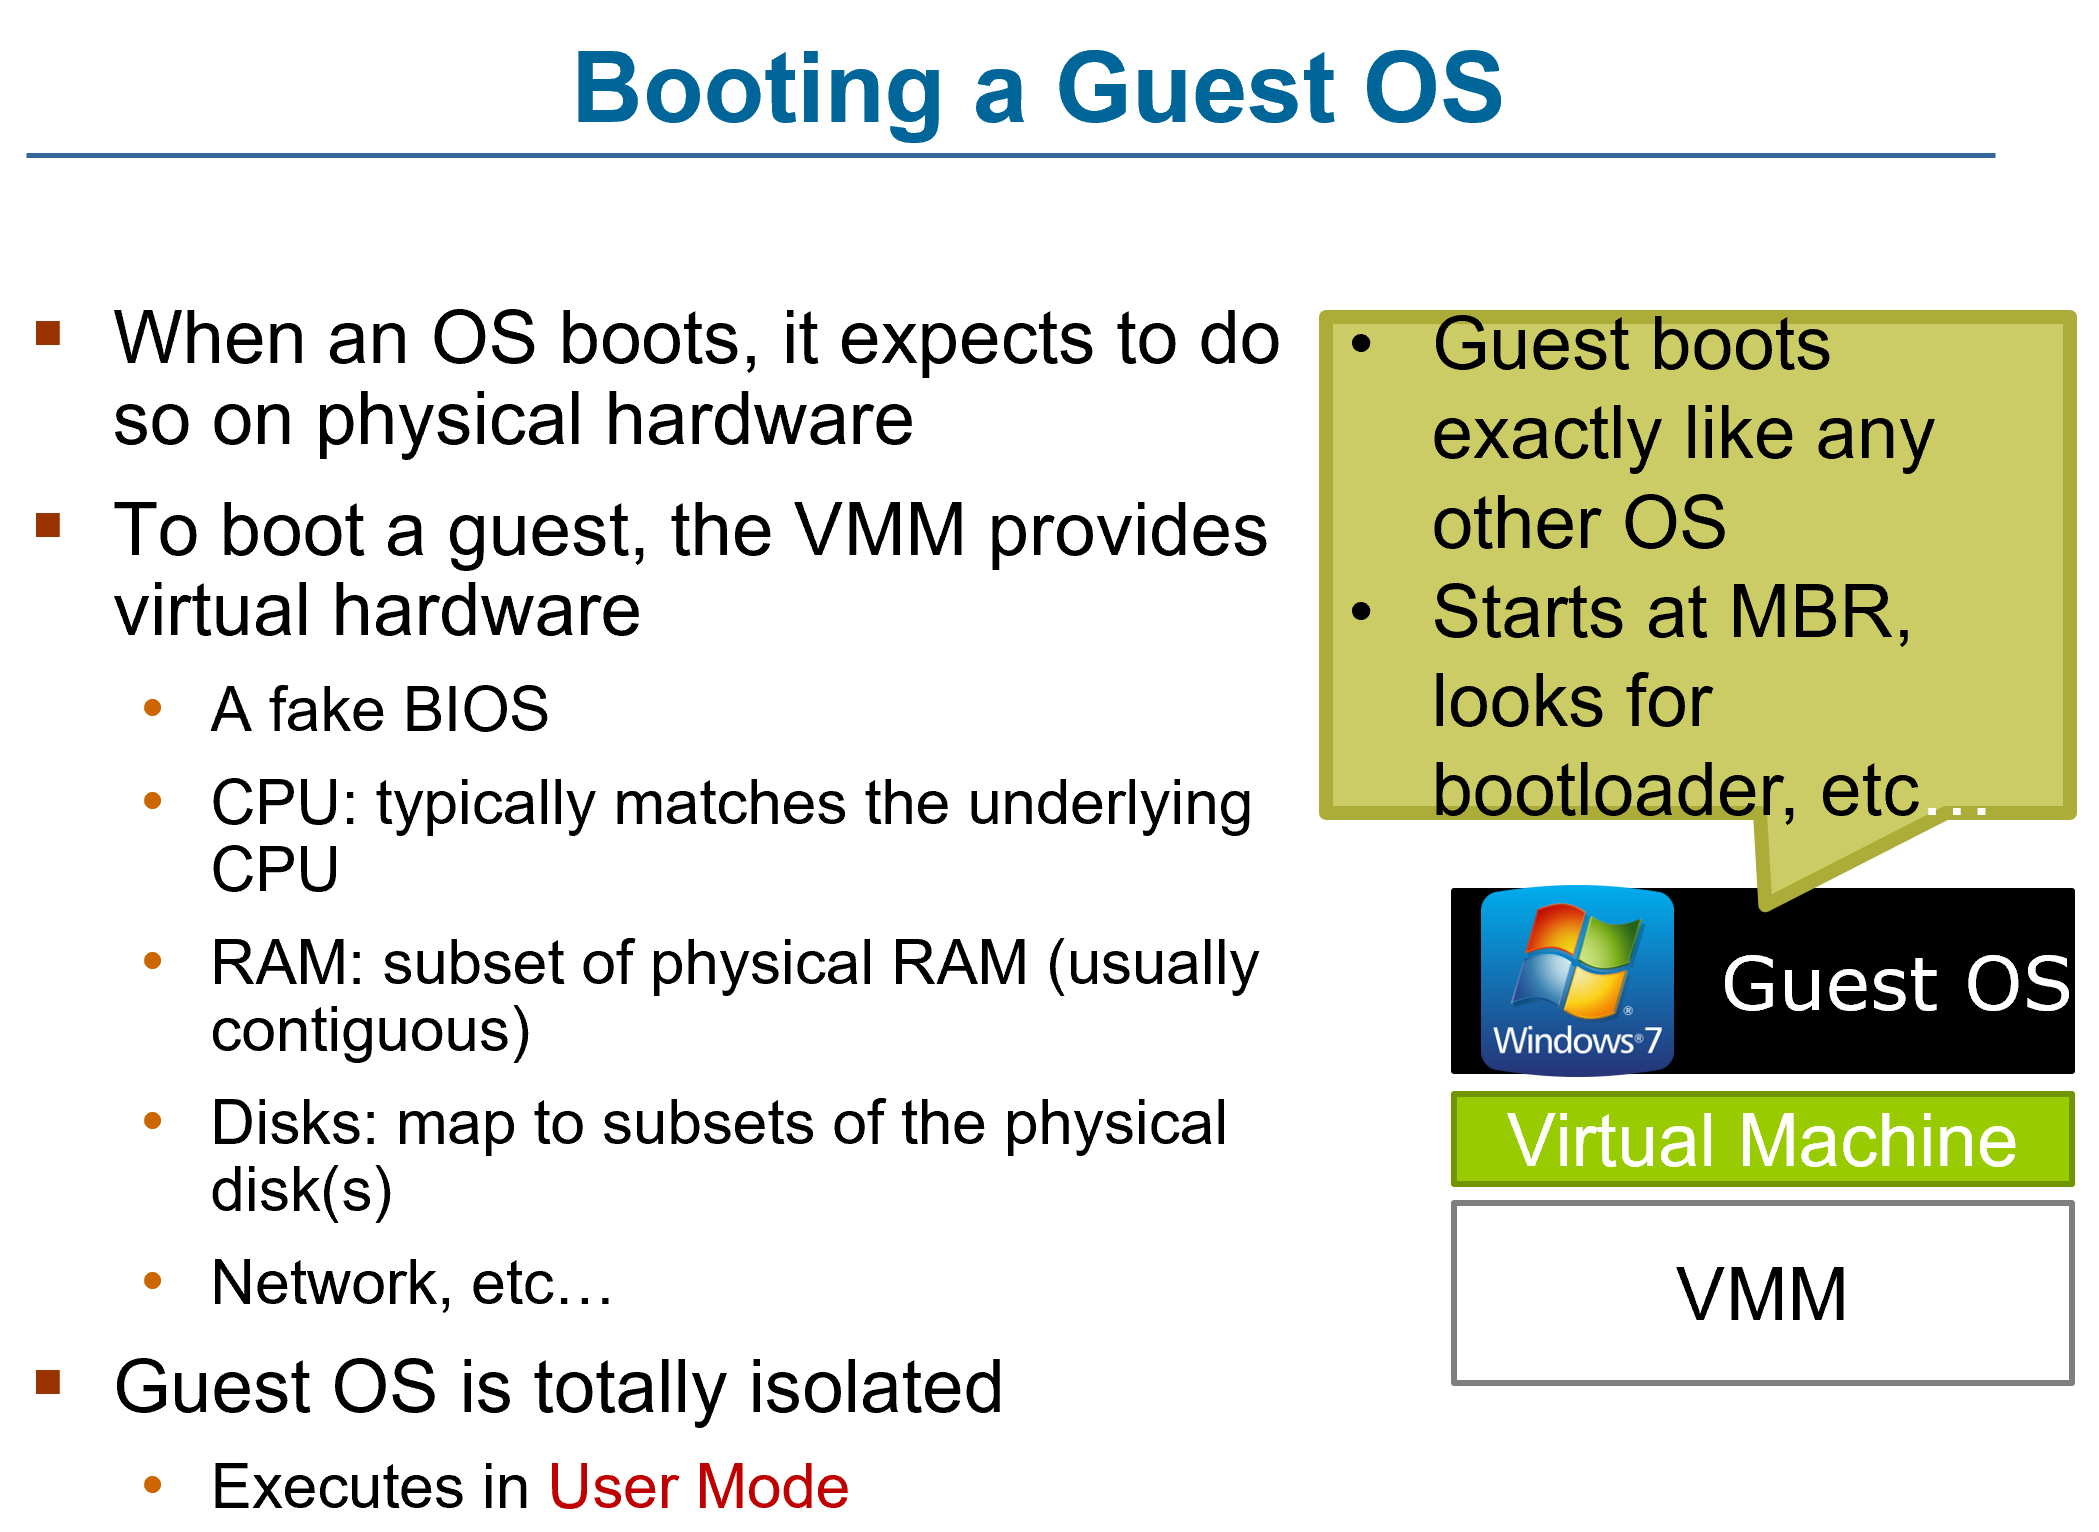 Booting a Guest OS
When an OS boots, it expects to do
so on physical hardware
To boot a guest, the VMM provides
virtual hardware
• A fake BIOS
• CPU: typically matches the underlying
CPU
• RAM: subset of physical RAM (usually
contiguous)
• Disks: map to subsets of the physical
disk(s)
• Network, etc…
Guest OS is totally isolated
• Executes in User Mode
• Guest boots
exactly like any
other OS
• Starts at MBR,
looks for
bootloader, etc…
Windows®7
Guest OS
Virtual Machine
VMM